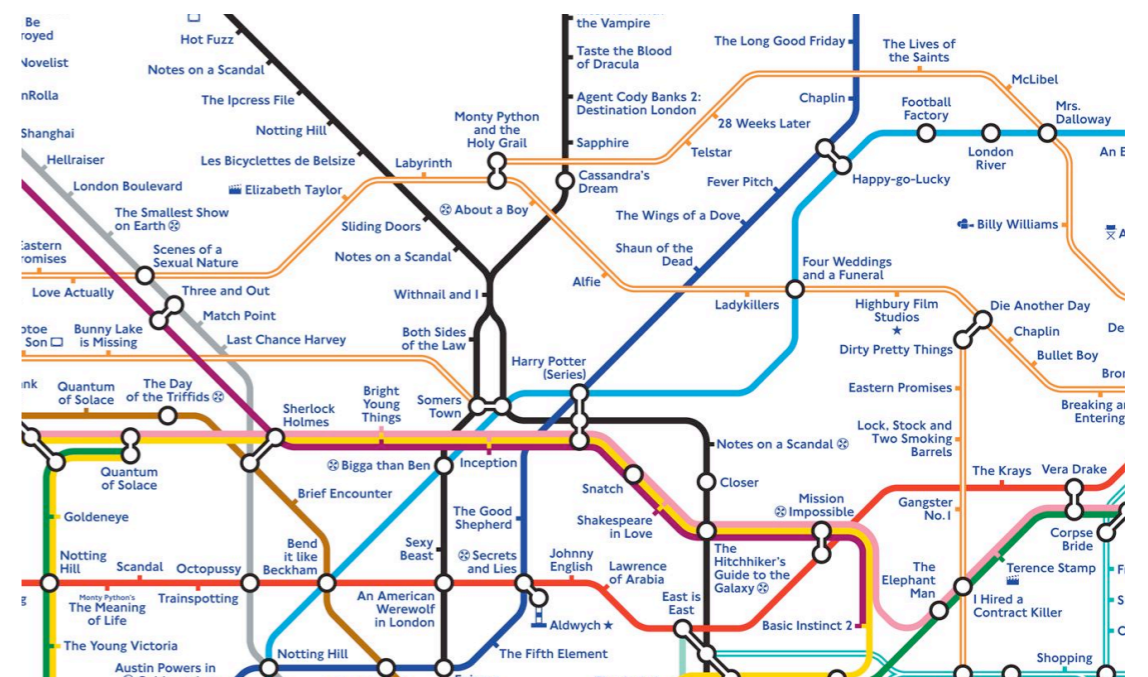 Be
royed
Novelist
nRolla
Shanghai
Hellraiser
London Boulevard
The Smallest Show
on Earth
Scenes of a
Sexual Nature
Eastern
romises
Love Actually
Three and Out
Match Point
Last Chance Harvey
Bunny Lake
is Missing
otoe
Son
Hot Fuzz
Notes on a Scandal
The Ipcress File
Notting Hill
Les Bicyclettes de Belsize
Elizabeth Taylor
Labyrinth
Sliding Doors
Notes on a Scandal
Withnail and I
Both Sides
of the Law
the Vampire
Taste the Blood
of Dracula
Agent Cody Banks 2:
Destination London
Sapphire
Cassandra's
Dream
Monty Python
and the
Holy Grail
About a Boy
Alfie
Telstar
28 Weeks Later
The Long Good Friday
Chaplin
Fever Pitch
The Wings of a Dove
Shaun of the
Dead
Ladykillers
Happy-go-Lucky
Four Weddings
and a Funeral
The Lives of
the Saints
McLibel
Football
Factory
London
River
Mrs.
Dalloway
An E
Billy Williams
A
Highbury Film
Studios
Die Another Day
Chaplin
Bullet Boy
De
Bro
Breaking an
Entering
Dirty Pretty Things
Eastern Promises
Lock, Stock and
Two Smoking
Barrels
Gangster
No.1
The Krays
Vera Drake
Corpse
Bride
Terence Stamp
The
Elephant
Man
I Hired a
Contract Killer
Shopping
F
S
C
nk
Quantum
of Solace
The Day
of the Triffids
Sherlock
Holmes
Bright
Young
Things
Somers
Town
Harry Potter
(Series)
Inception
Bigga than Ben
Quantum
of Solace
Goldeneye
Brief Encounter
The Good
Shepherd
Snatch
Shakespeare
in Love
Notes on a Scandal
Closer
Mission
Impossible
The
Hitchhiker's
Guide to the
Galaxy
Notting
Hill
Scandal
Octopussy
Bend
it like
Beckham
Sexy
Beast
Secrets
and Lies
Johnny
English
Lawrence
of Arabia
East is
East
g
Monty Python's
The Meaning
of Life
Trainspotting
An American
Werewolf
in London
Aldwych
Basic Instinct 2
The Young Victoria
Austin Powers in
Notting Hill
The Fifth Element